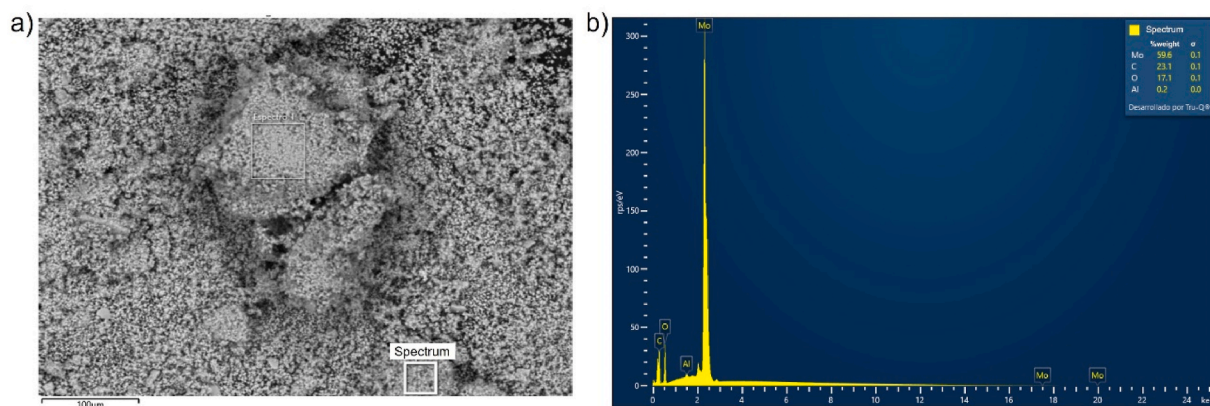 a)
Espectro 1
Spectrum
100µm
b)
Mo
300
250
200
150
100
50
0
rps/eV
C
O
Al
Mo
Mo
0 2 4 6 8 10 12 14 16 18 20 22 24 ke
Spectrum
%weight σ
Mo 59.6 0.1
C 23.1 0.1
O 17.1 0.1
Al 0.2 0.0
Desarrollado por Tru-Q®